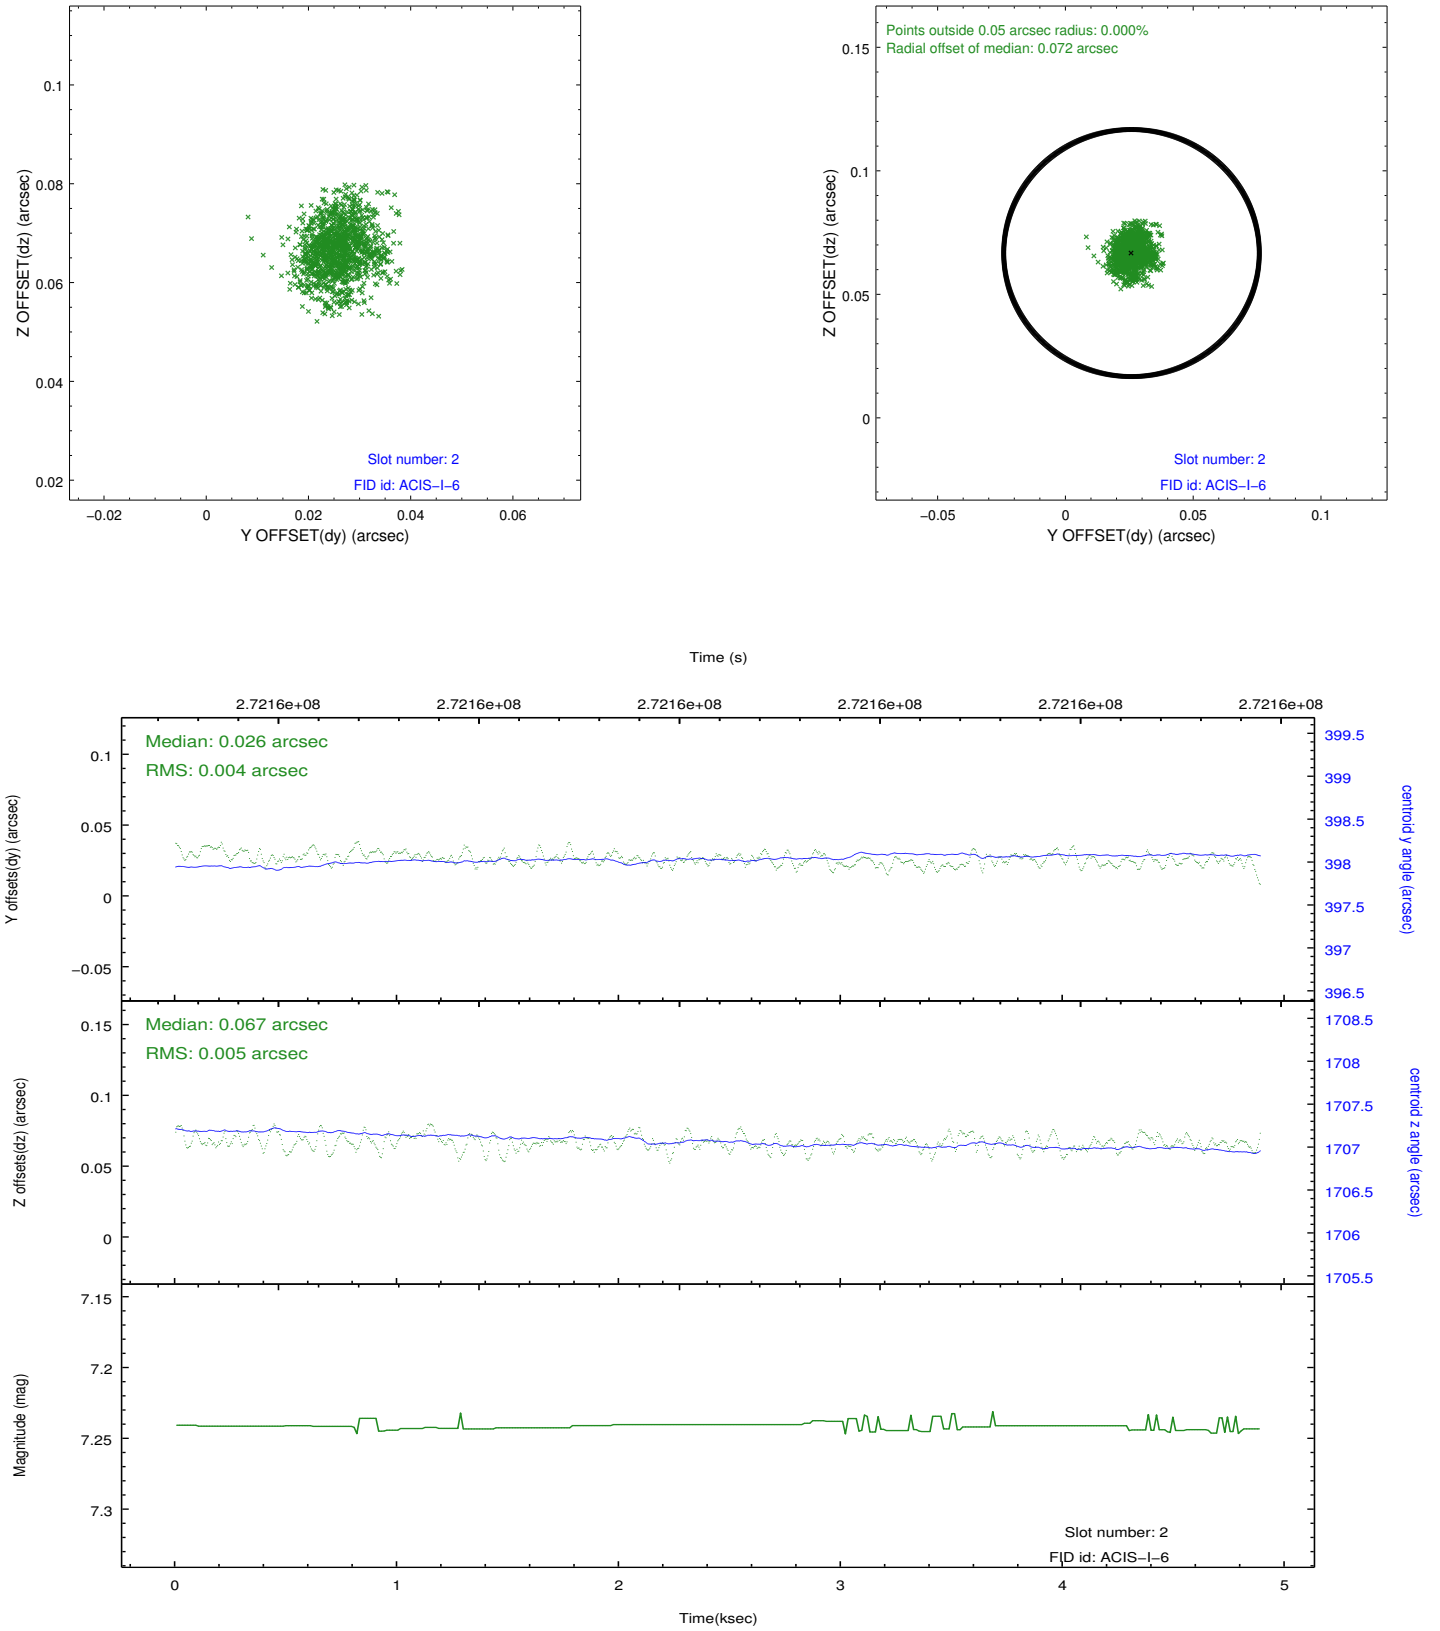 0.1
0.08
0.06
0.04
0.02
Z OFFSET(dz) (arcsec)
Slot number: 2
FID id: ACIS−I−6
−0.02 0 0.02 0.04 0.06
Y OFFSET(dy) (arcsec)
Points outside 0.05 arcsec radius: 0.000%
Radial offset of median: 0.072 arcsec
0.15
0.1
0.05
0
Z OFFSET(dz) (arcsec)
Slot number: 2
FID id: ACIS−I−6
−0.05 0 0.05 0.1
Y OFFSET(dy) (arcsec)
Time (s)
2.7216e+08 2.7216e+08 2.7216e+08 2.7216e+08 2.7216e+08 2.7216e+08
Median: 0.026 arcsec
RMS: 0.004 arcsec
0.1
0.05
0
−0.05
Y offsets(dy) (arcsec)
399.5
399
398.5
398
397.5
397
396.5
centroid y angle (arcsec)
Median: 0.067 arcsec
RMS: 0.005 arcsec
0.15
0.1
0.05
0
Z offsets(dz) (arcsec)
1708.5
1708
1707.5
1707
1706.5
1706
1705.5
centroid z angle (arcsec)
7.15
7.2
7.25
7.3
Magnitude (mag)
Slot number: 2
FID id: ACIS−I−6
0 1 2 3 4 5
Time(ksec)